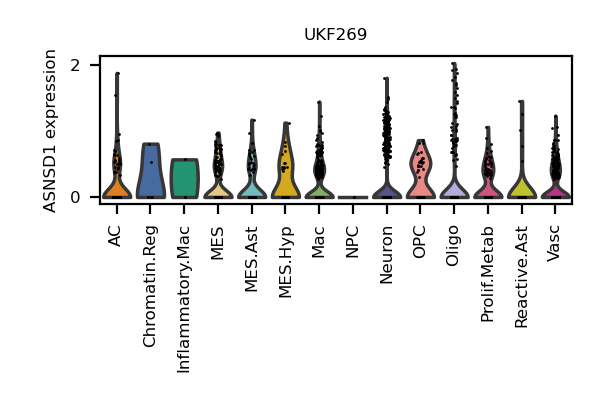 UKF269
ASNSD1 expression
2
0
AC
Chromatin.Reg
Inflammatory.Mac
MES
MES.Ast
MES.Hyp
Mac
NPC
Neuron
OPC
Oligo
Prolif.Metab
Reactive.Ast
Vasc